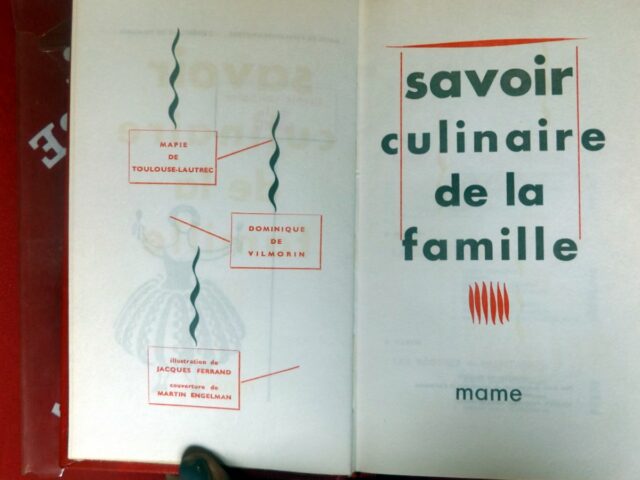 MAPIE
DE
TOULOUSE-LAUTREC
DOMINIQUE
DE
VILMORIN
illustration de
JACQUES FERRAND
couverture de
MARTIN ENGELMAN
savoir
culinaire
de la
famille
mame